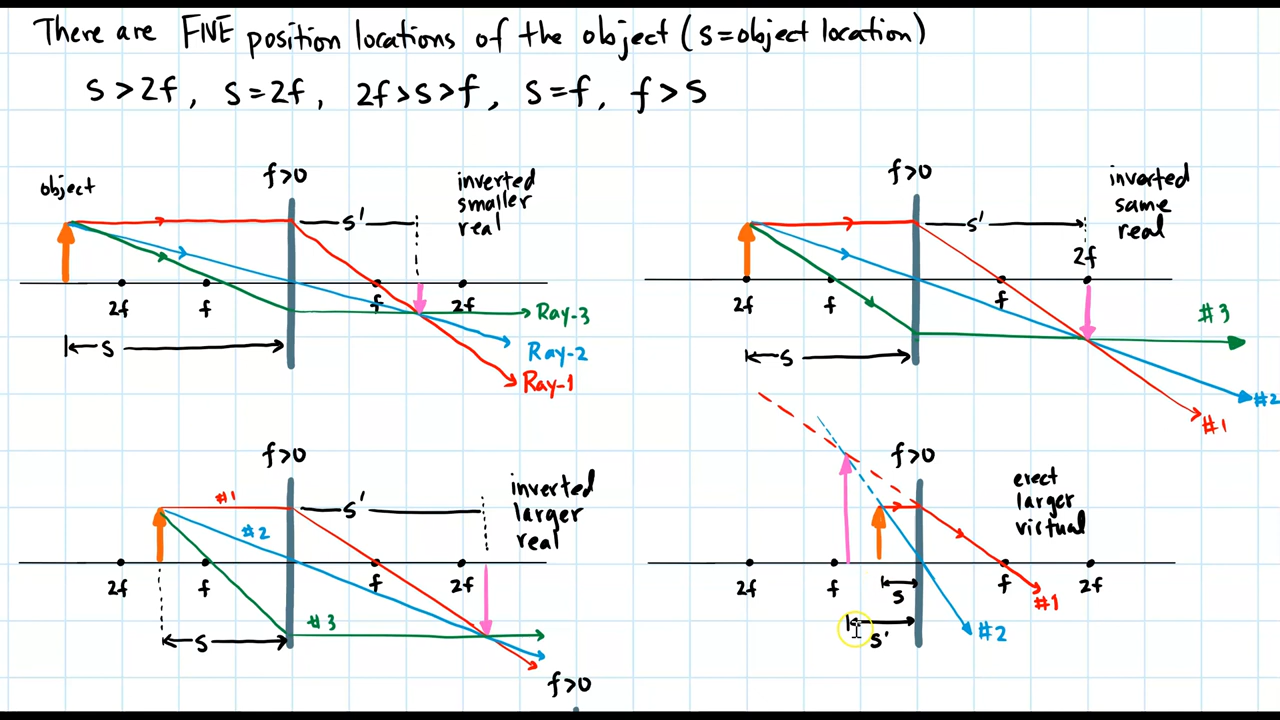 There are FIVE position locations of the object (s=object location)
s>2f, s=2f, 2f>s>f, s=f, f>s
object
f>0
s'
inverted
smaller
real
2f
f
f
2f
s
Ray-3
Ray-2
Ray-1
f>0
s'
inverted
same
real
2f
2f
f
f
s
#3
#2
#1
f>0
#1
s'
inverted
larger
real
#2
2f
f
f
2f
#3
s
f>0
f>0
erect
larger
virtual
2f
f
f
2f
s
#1
s'
#2